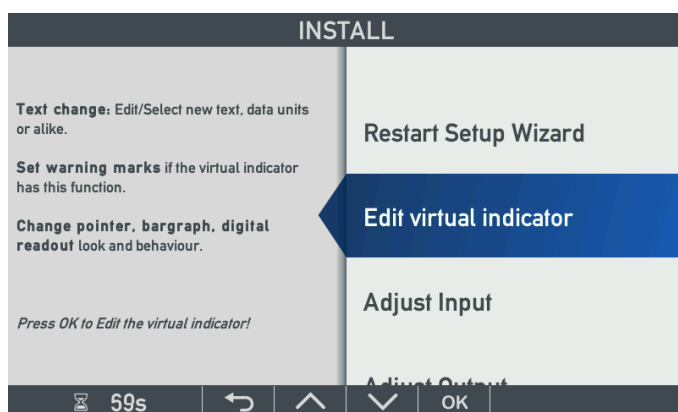 INSTALL
Text change: Edit/Select new text, data units
or alike.
Set warning marks if the virtual indicator
has this function.
Change pointer, bargraph, digital
readout look and behaviour.
Press OK to Edit the virtual indicator!
Restart Setup Wizard
Edit virtual indicator
Adjust Input
Adjust Output
59s
OK